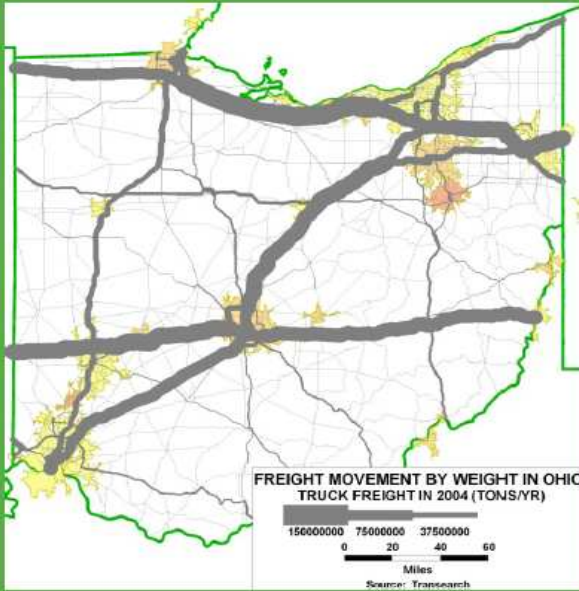 FREIGHT MOVEMENT BY WEIGHT IN OHIO
TRUCK FREIGHT IN 2004 (TONS/YR)
150000000 75000000 37500000
0 20 40 60
Miles
Source: Transearch